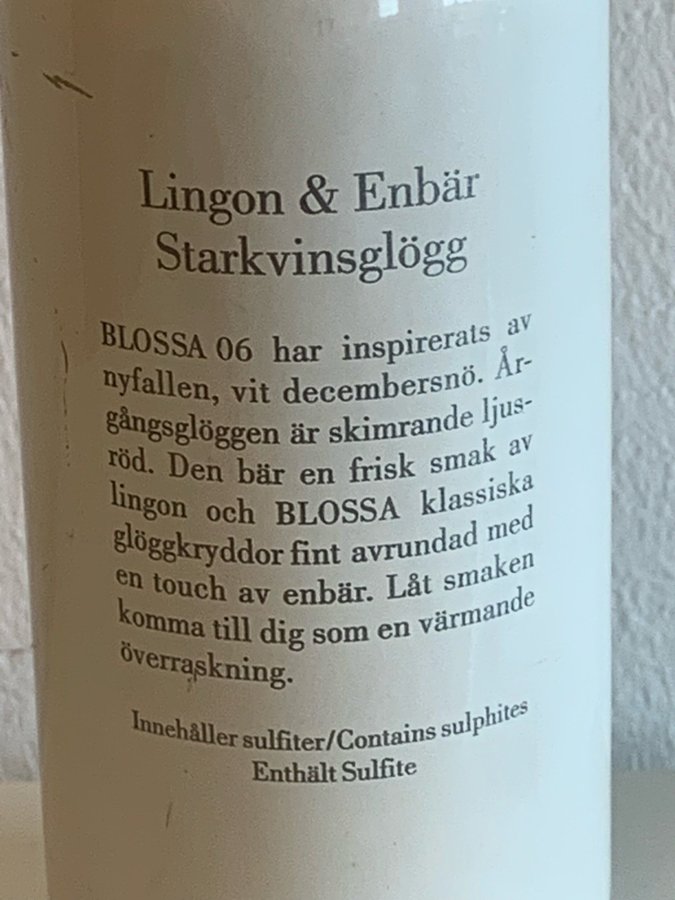 Lingon & Enbär
Starkvinsglögg
BLOSSA 06 har inspirerats av
nyfallen, vit decembersnö. År-
gångsglöggen är skimrande ljus-
röd. Den bär en frisk smak av
lingon och BLOSSA klassiska
glöggkryddor fint avrundad med
en touch av enbär. Låt smaken
komma till dig som en värmande
överraskning.
Innehåller sulfiter/Contains sulphites
Enthält Sulfite